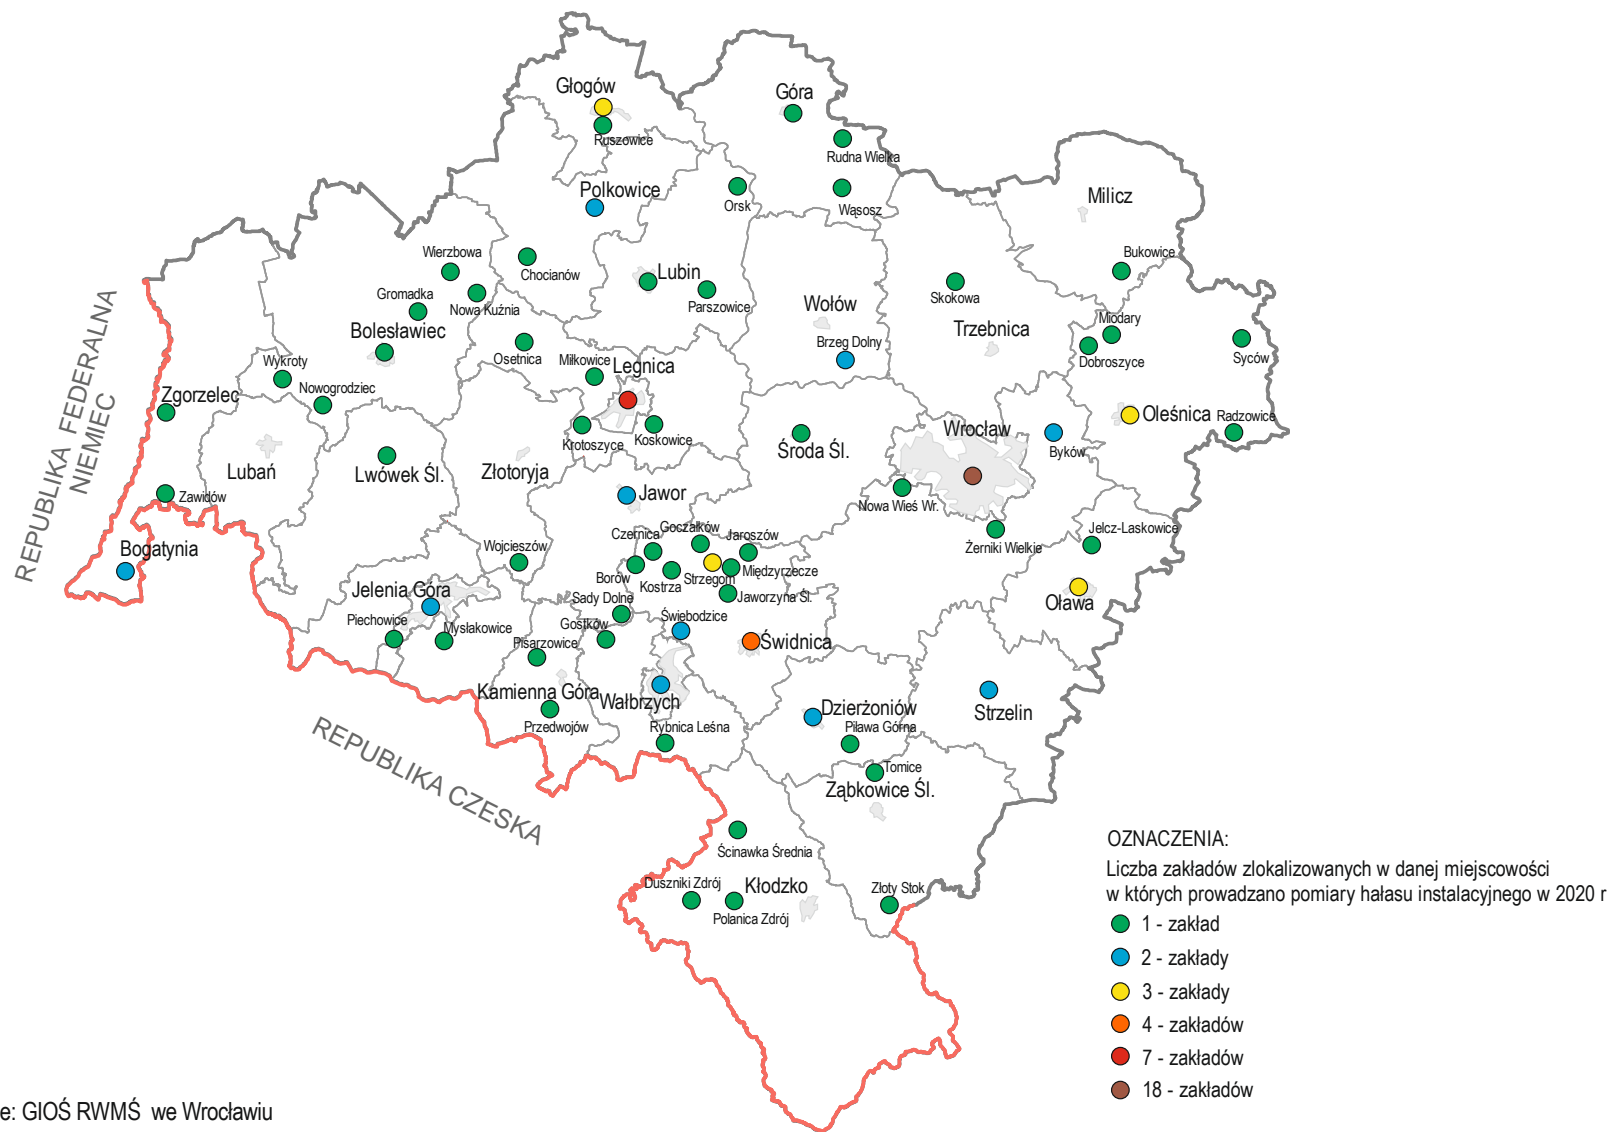 Głogów
Ruszowice
Góra
Rudna Wielka
Wąsosz
Polkowice
Orsk
Milicz
Bukowice
Wierzbowa
Chocianów
Lubin
Parszowice
Gromadka
Nowa Kuźnia
Bolesławiec
Wołów
Brzeg Dolny
Skokowa
Trzebnica
Miodary
Dobroszyce
Syców
Osetnica
Miłkowice
Legnica
Wykroty
Nowogrodziec
Zgorzelec
Oleśnica
Radzowice
Krotoszyce
Koskowice
Środa Śl.
Wrocław
Byków
REPUBLIKA FEDERALNA
NIEMIEC
Lubań
Lwówek Śl.
Złotoryja
Zawidów
Jawor
Nowa Wieś Wr.
Żerniki Wielkie
Jelcz-Laskowice
Bogatynia
Wojcieszów
Czernica
Goczałków
Jaroszów
Borów
Kostrza
Strzegom
Międzyrzecze
Jaworzyna Śl.
Oława
Jelenia Góra
Sady Dolne
Piechowice
Mysłakowice
Gostków
Świebodzice
Pisarzowice
Świdnica
Kamienna Góra
Przedwojów
Wałbrzych
Rybnica Leśna
Dzierżoniów
Piława Górna
Strzelin
REPUBLIKA CZESKA
Tomice
Ząbkowice Śl.
Ścinawka Średnia
Duszniki Zdrój
Kłodzko
Polanica Zdrój
Złoty Stok
OZNACZENIA:
Liczba zakładów zlokalizowanych w danej miejscowości
w których prowadzano pomiary hałasu instalacyjnego w 2020 r
1 - zakład
2 - zakłady
3 - zakłady
4 - zakładów
7 - zakładów
18 - zakładów
e: GIOŚ RWMŚ we Wrocławiu